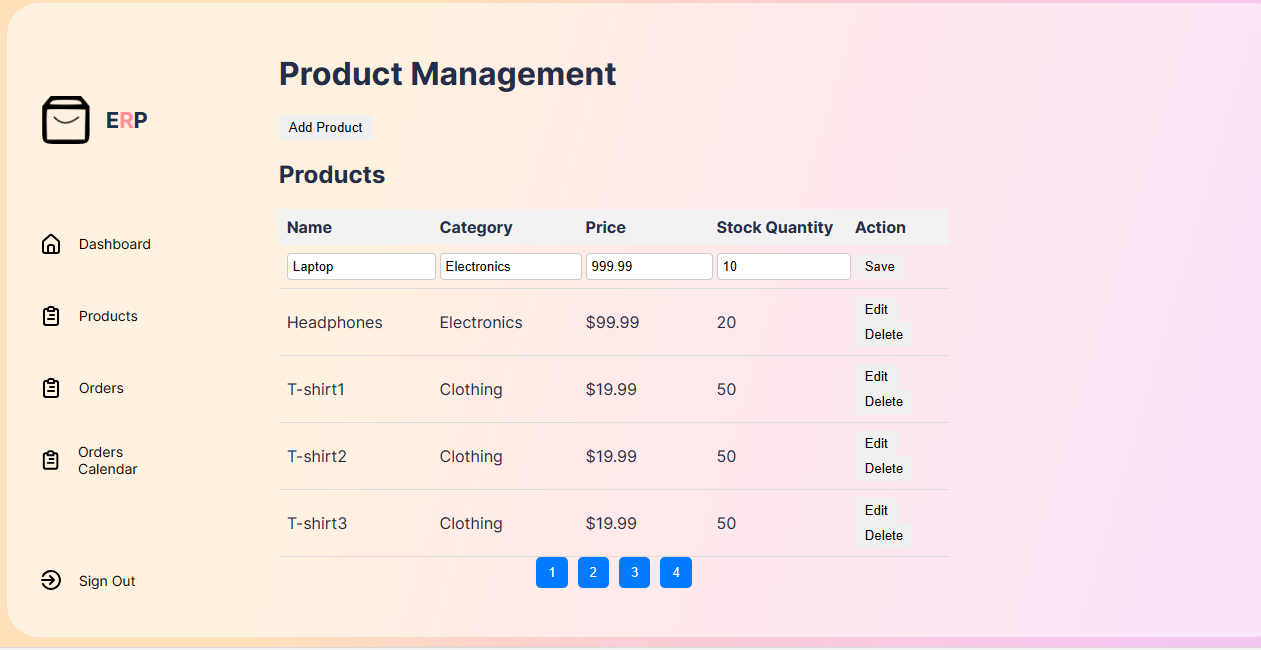 Product Management
ERP
Add Product
Products
Name Category Price Stock Quantity Action
Laptop Electronics 999.99 10 Save
Dashboard
Products
Orders
Orders
Calendar
Sign Out
Headphones Electronics $99.99 20 Edit
Delete
T-shirt1 Clothing $19.99 50 Edit
Delete
T-shirt2 Clothing $19.99 50 Edit
Delete
T-shirt3 Clothing $19.99 50 Edit
Delete
1 2 3 4